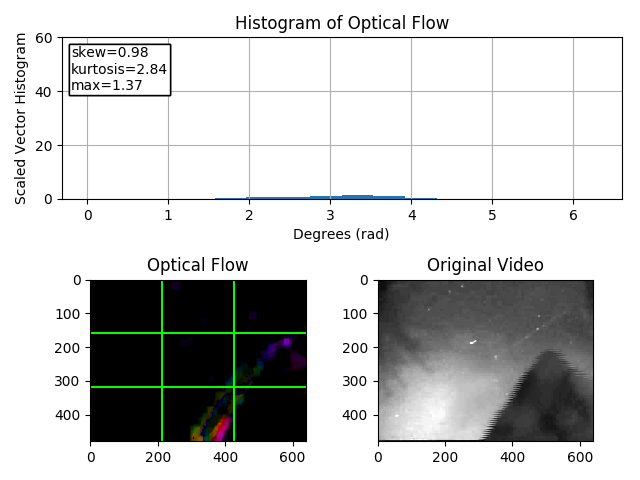 Histogram of Optical Flow
Scaled Vector Histogram
60
40
20
0
skew=0.98
kurtosis=2.84
max=1.37
0 1 2 3 4 5 6
Degrees (rad)
Optical Flow
0
100
200
300
400
0 200 400 600
Original Video
0
100
200
300
400
0 200 400 600